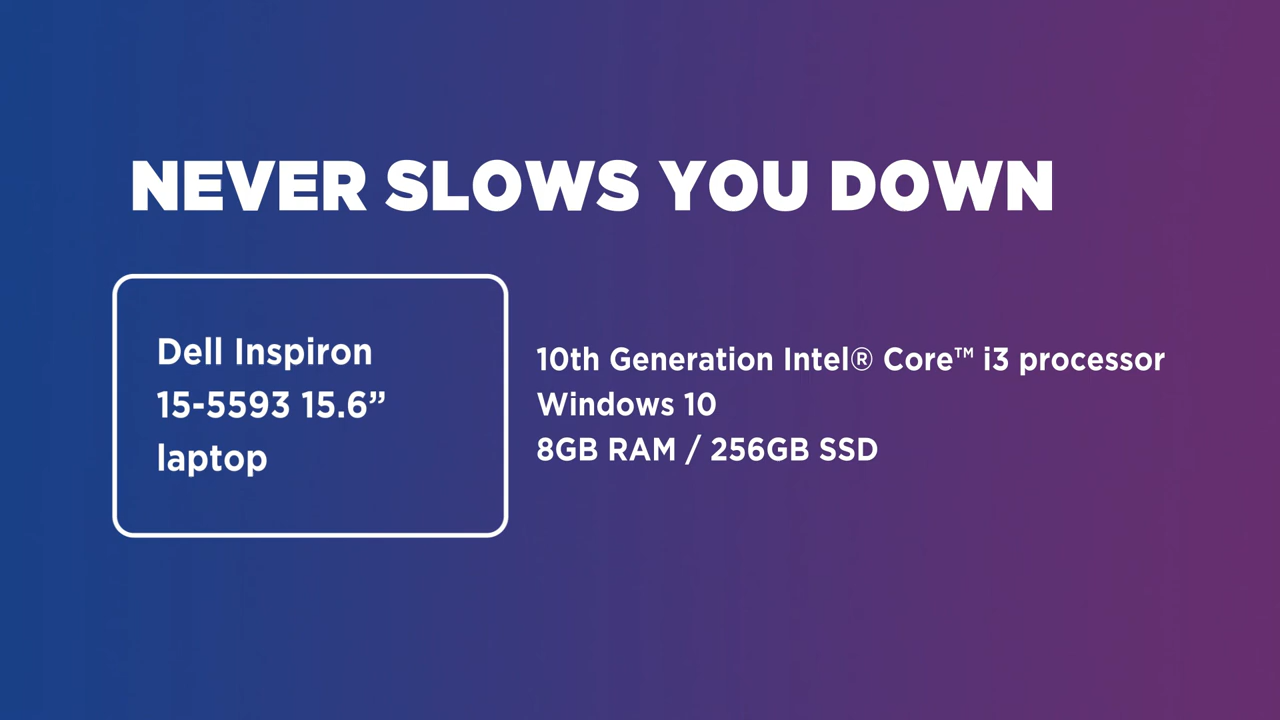 NEVER SLOWS YOU DOWN
Dell Inspiron
15-5593 15.6”
laptop
10th Generation Intel® Core™ i3 processor
Windows 10
8GB RAM / 256GB SSD